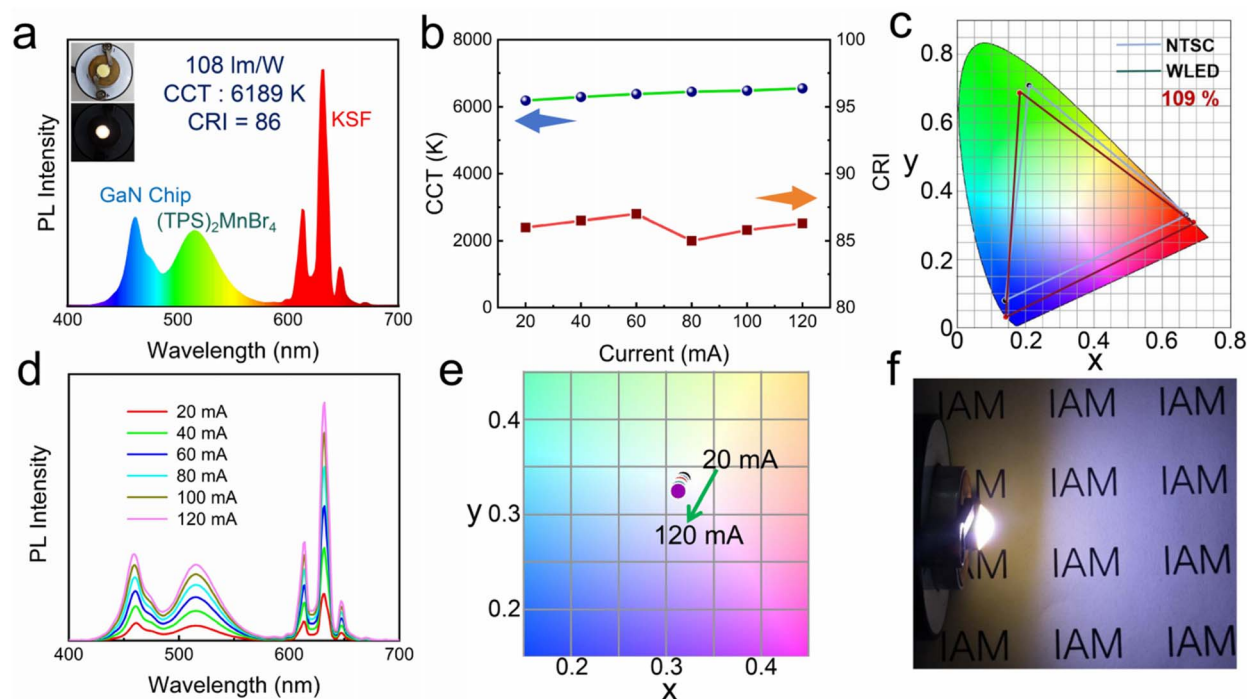 a
108 lm/W
CCT : 6189 K
CRI = 86
KSF
GaN Chip
(TPS)₂MnBr₄
PL Intensity
400 500 600 700
Wavelength (nm)
b
8000
6000
4000
2000
0
CCT (K)
100
95
90
85
80
CRI
20 40 60 80 100 120
Current (mA)
c
NTSC
WLED
109 %
0.8
0.6
0.4
0.2
0
y
0 0.2 0.4 0.6 0.8
x
d
20 mA
40 mA
60 mA
80 mA
100 mA
120 mA
PL Intensity
400 500 600 700
Wavelength (nm)
e
0.4
0.3
0.2
y
20 mA
120 mA
0.2 0.3 0.4
x
f
IAM IAM IAM
AM IAM IAM
AM IAM IAM
IAM IAM IAM